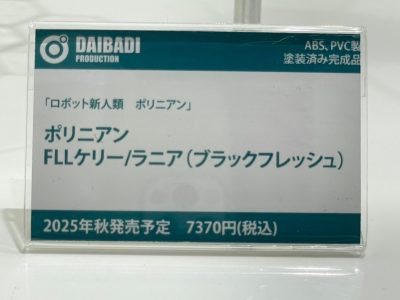 DAIBADI
PRODUCTION
ABS、PVC製
塗装済み完成品
「ロボット新人類　ポリニアン」
ポリニアン
FLLケリー/ラニア（ブラックフレッシュ）
2025年秋発売予定　7370円(税込)